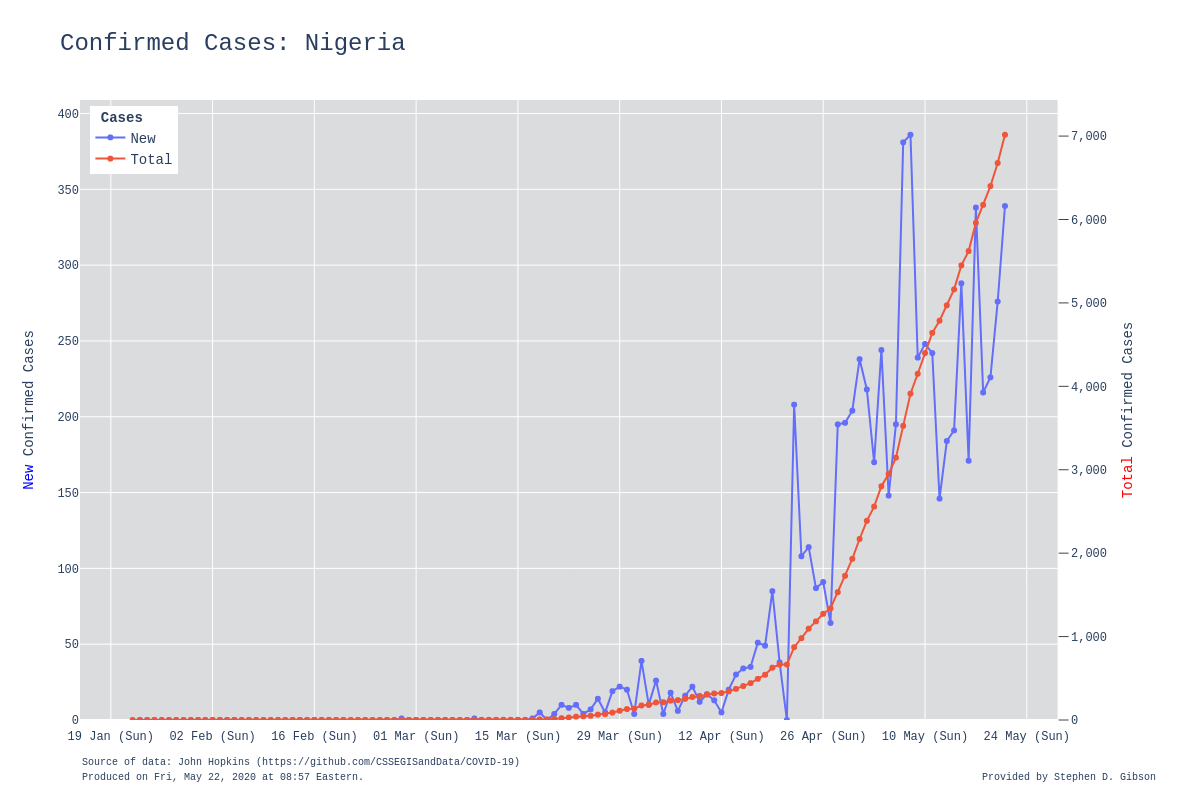 Confirmed Cases: Nigeria
Cases
New
Total
400
350
300
250
200
150
100
50
0
New Confirmed Cases
7,000
6,000
5,000
4,000
3,000
2,000
1,000
0
Total Confirmed Cases
19 Jan (Sun) 02 Feb (Sun) 16 Feb (Sun) 01 Mar (Sun) 15 Mar (Sun) 29 Mar (Sun) 12 Apr (Sun) 26 Apr (Sun) 10 May (Sun) 24 May (Sun)
Source of data: John Hopkins (https://github.com/CSSEGISandData/COVID-19)
Produced on Fri, May 22, 2020 at 08:57 Eastern.
Provided by Stephen D. Gibson